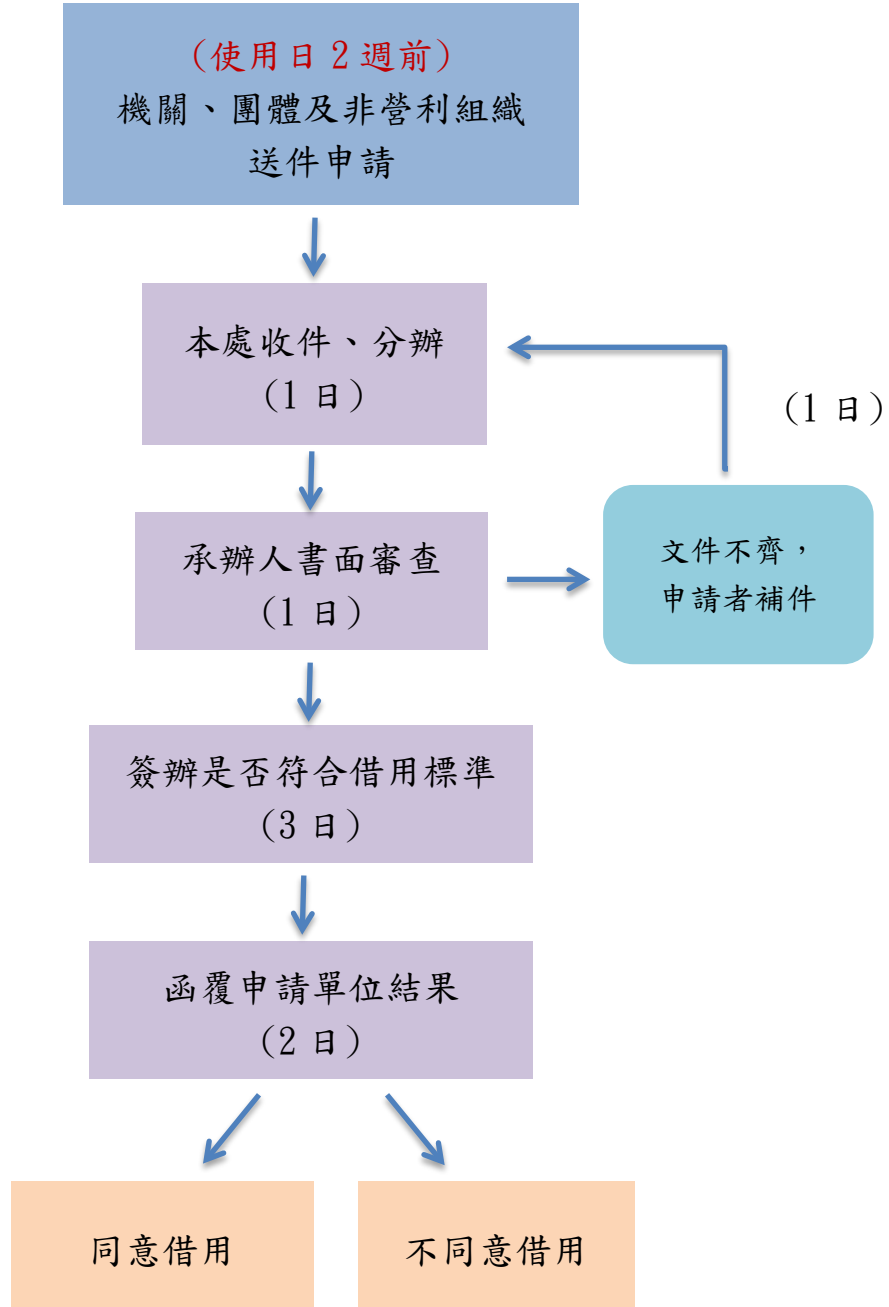 (使用日 2 週前)
機關、團體及非營利組織
送件申請
本處收件、分辦
(1 日)
(1 日)
承辦人書面審查
(1 日)
文件不齊，
申請者補件
簽辦是否符合借用標準
(3 日)
函覆申請單位結果
(2 日)
同意借用
不同意借用